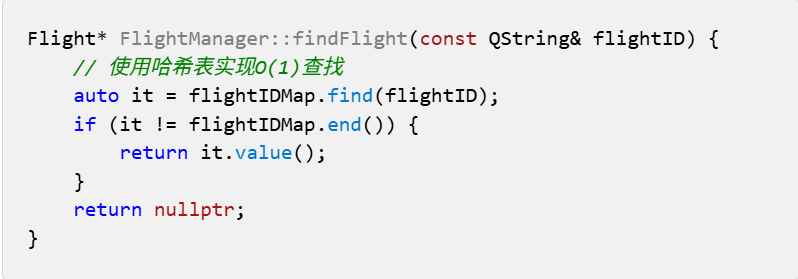 Flight* FlightManager::findFlight(const QString& flightID) {
    // 使用哈希表实现O(1)查找
    auto it = flightIDMap.find(flightID);
    if (it != flightIDMap.end()) {
        return it.value();
    }
    return nullptr;
}